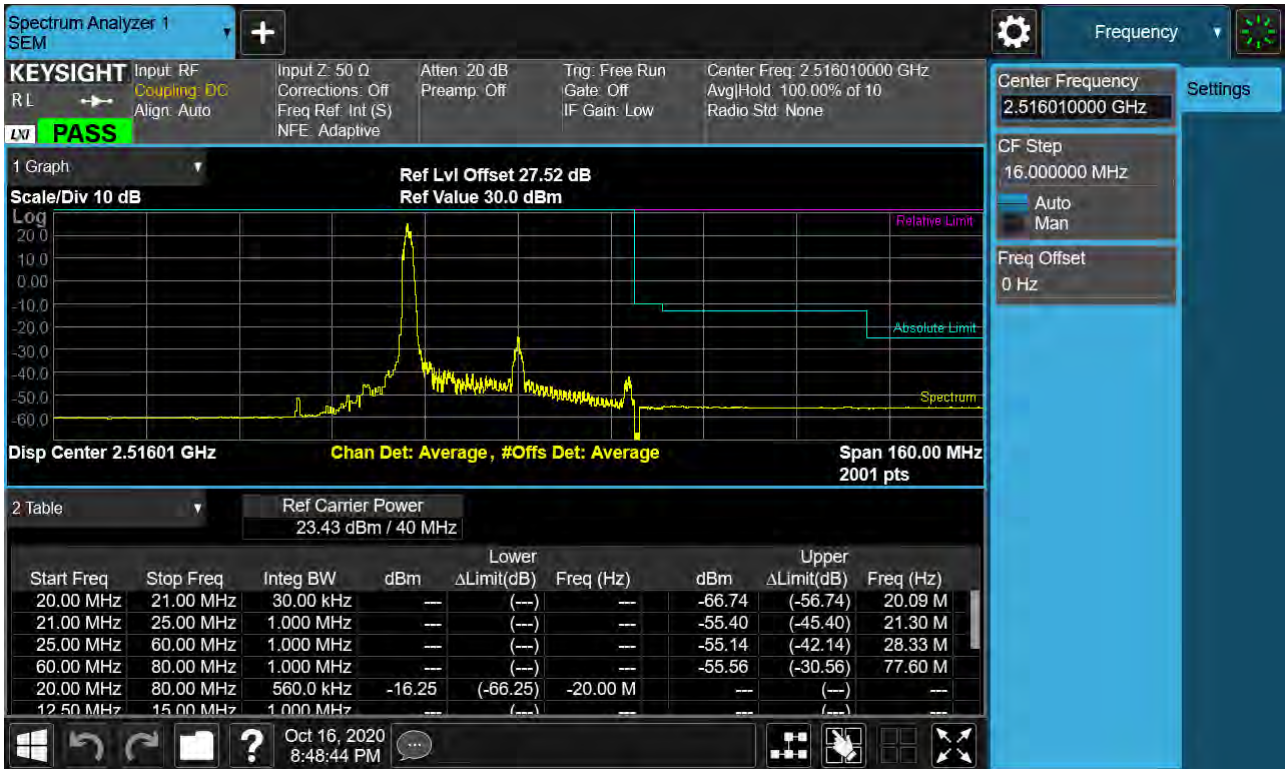 Spectrum Analyzer 1
SEM
Frequency
KEYSIGHT
R L
LXI
PASS
Input: RF
Coupling: DC
Align: Auto
Input Z: 50 Ω
Corrections: Off
Freq Ref: Int (S)
NFE: Adaptive
Atten: 20 dB
Preamp: Off
Trig: Free Run
Gate: Off
IF Gain: Low
Center Freq: 2.516010000 GHz
Avg|Hold: 100.00% of 10
Radio Std: None
1 Graph
Scale/Div 10 dB
Ref Lvl Offset 27.52 dB
Ref Value 30.0 dBm
Log
20.0
10.0
0.00
-10.0
-20.0
-30.0
-40.0
-50.0
-60.0
Relative Limit
Absolute Limit
Spectrum
Disp Center 2.51601 GHz
Chan Det: Average, #Offs Det: Average
Span 160.00 MHz
2001 pts
2 Table
Ref Carrier Power
23.43 dBm / 40 MHz
Lower Upper
Start Freq Stop Freq Integ BW dBm ΔLimit(dB) Freq (Hz) dBm ΔLimit(dB) Freq (Hz)
20.00 MHz 21.00 MHz 30.00 kHz --- (---) --- -66.74 (-56.74) 20.09 M
21.00 MHz 25.00 MHz 1.000 MHz --- (---) --- -55.40 (-45.40) 21.30 M
25.00 MHz 60.00 MHz 1.000 MHz --- (---) --- -55.14 (-42.14) 28.33 M
60.00 MHz 80.00 MHz 1.000 MHz --- (---) --- -55.56 (-30.56) 77.60 M
20.00 MHz 80.00 MHz 560.0 kHz -16.25 (-66.25) -20.00 M --- (---) ---
12.50 MHz 15.00 MHz 1.000 MHz --- (---) --- --- (---) ---
Oct 16, 2020
8:48:44 PM
Center Frequency
2.516010000 GHz
Settings
CF Step
16.000000 MHz
Auto
Man
Freq Offset
0 Hz